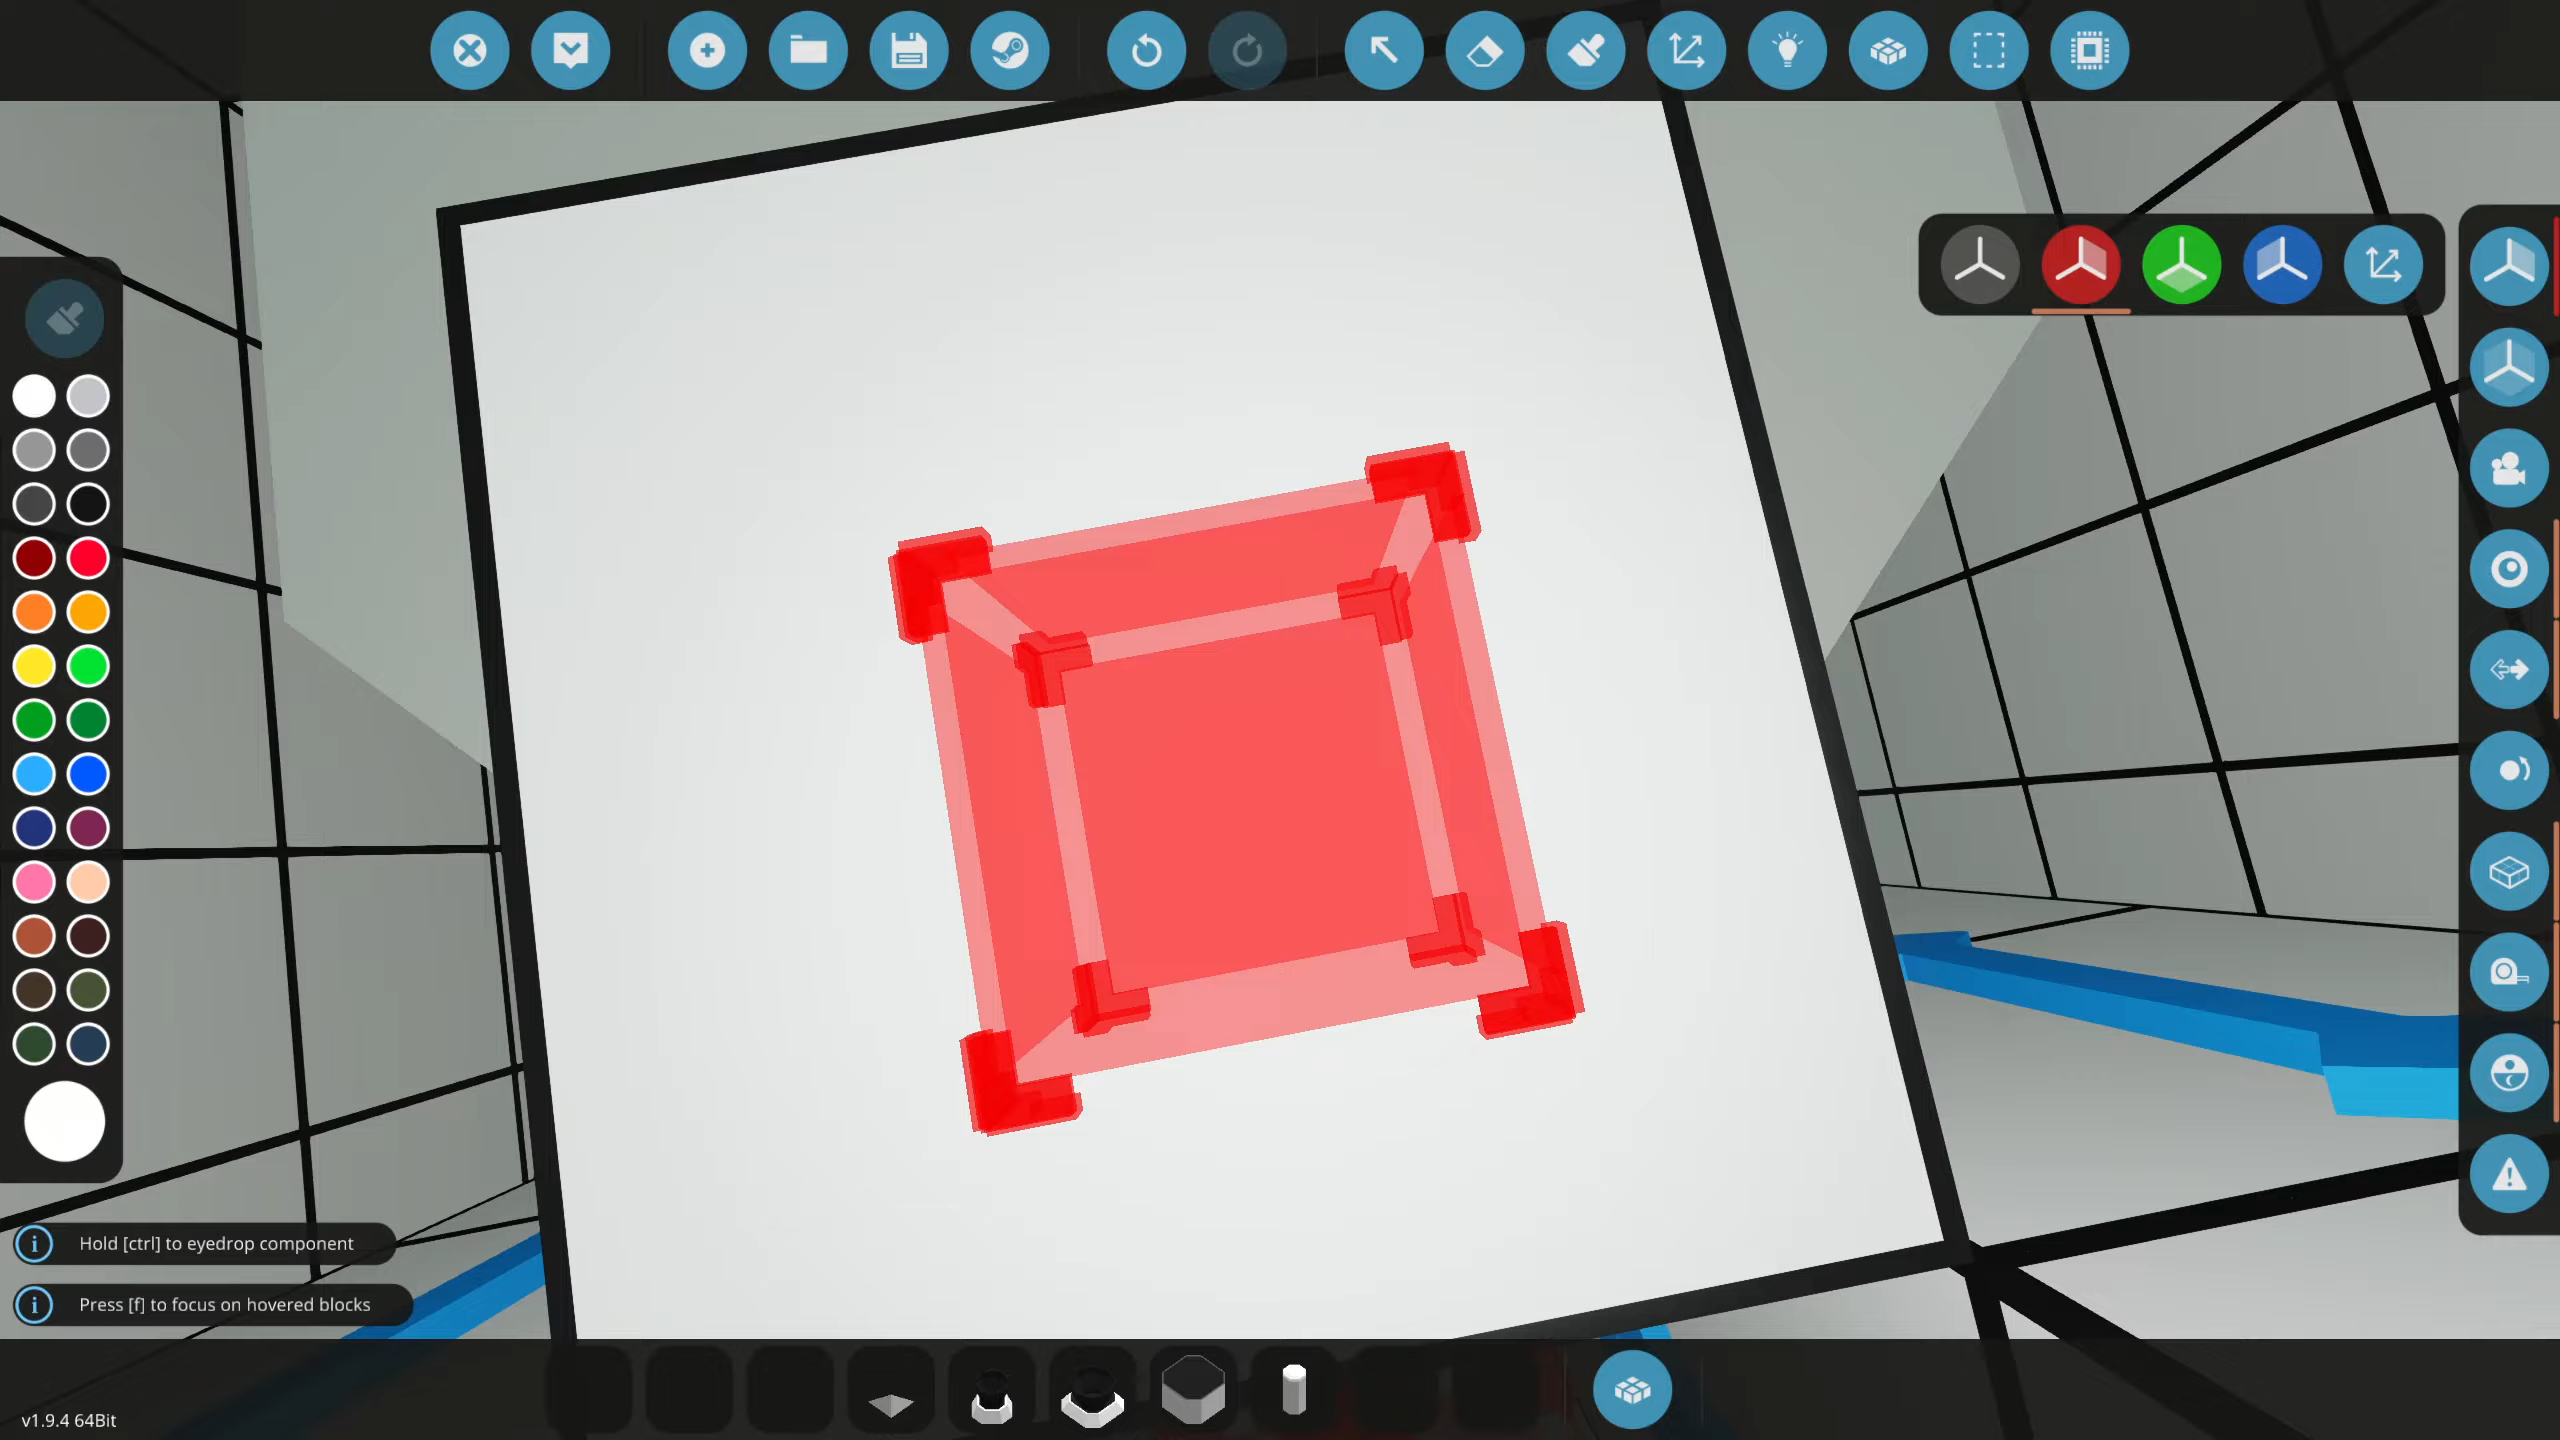 Hold [ctrl] to eyedrop component
Press [f] to focus on hovered blocks
v1.9.4 64Bit